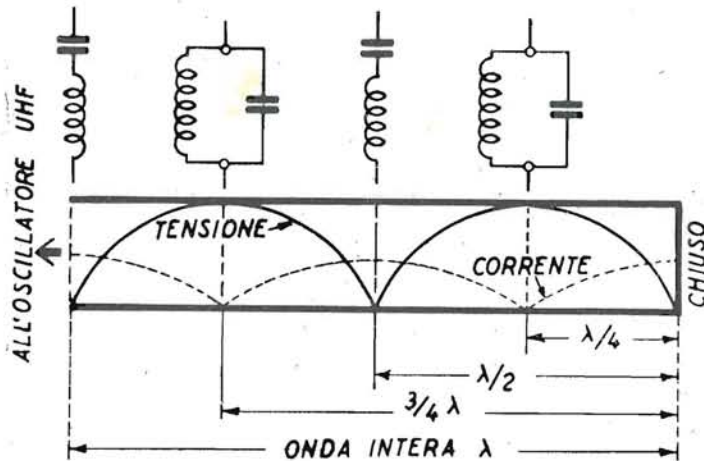 ALL'OSCILLATORE UHF
TENSIONE
CORRENTE
CHIUSO
λ/4
λ/2
3/4 λ
ONDA INTERA λ